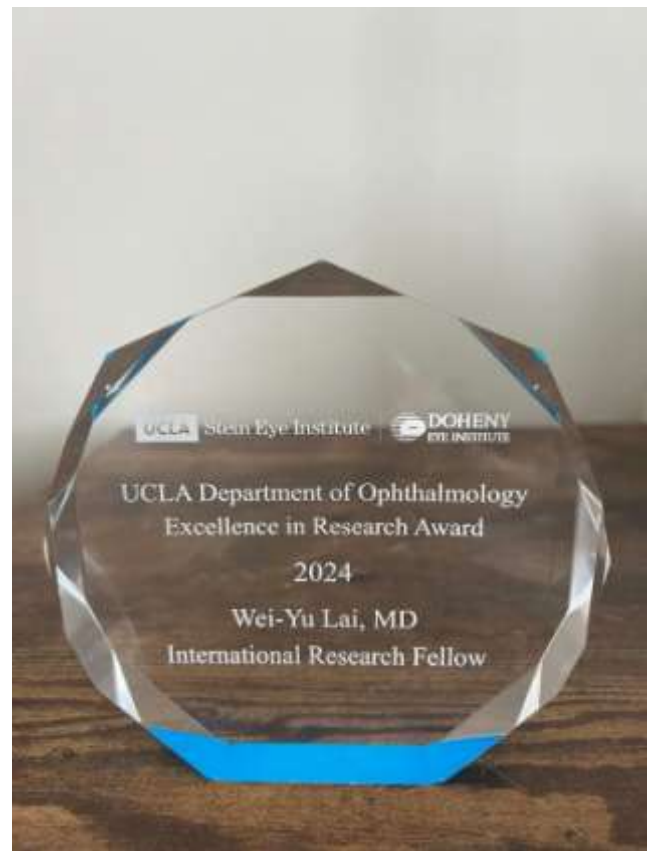 UCLA Stein Eye Institute DOHENY
EYE INSTITUTE
UCLA Department of Ophthalmology
Excellence in Research Award
2024
Wei-Yu Lai, MD
International Research Fellow